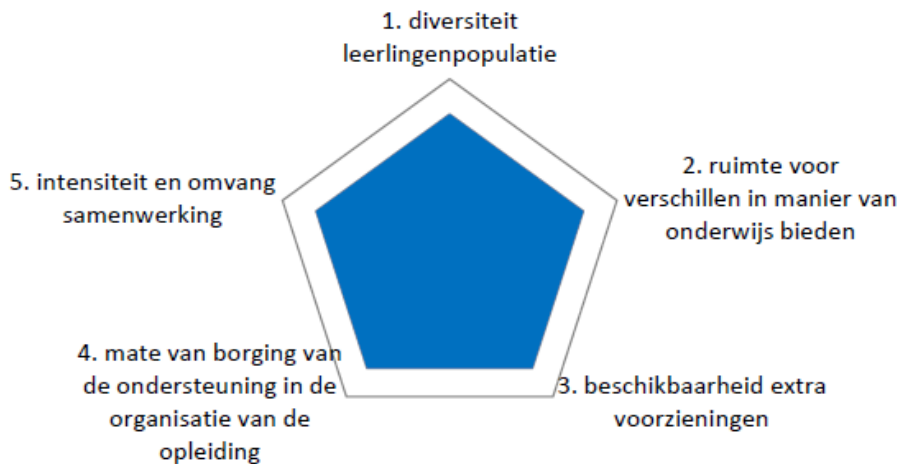 1. diversiteit
leerlingenpopulatie
2. ruimte voor
verschillen in manier van
onderwijs bieden
3. beschikbaarheid extra
voorzieningen
4. mate van borging van
de ondersteuning in de
organisatie van de
opleiding
5. intensiteit en omvang
samenwerking